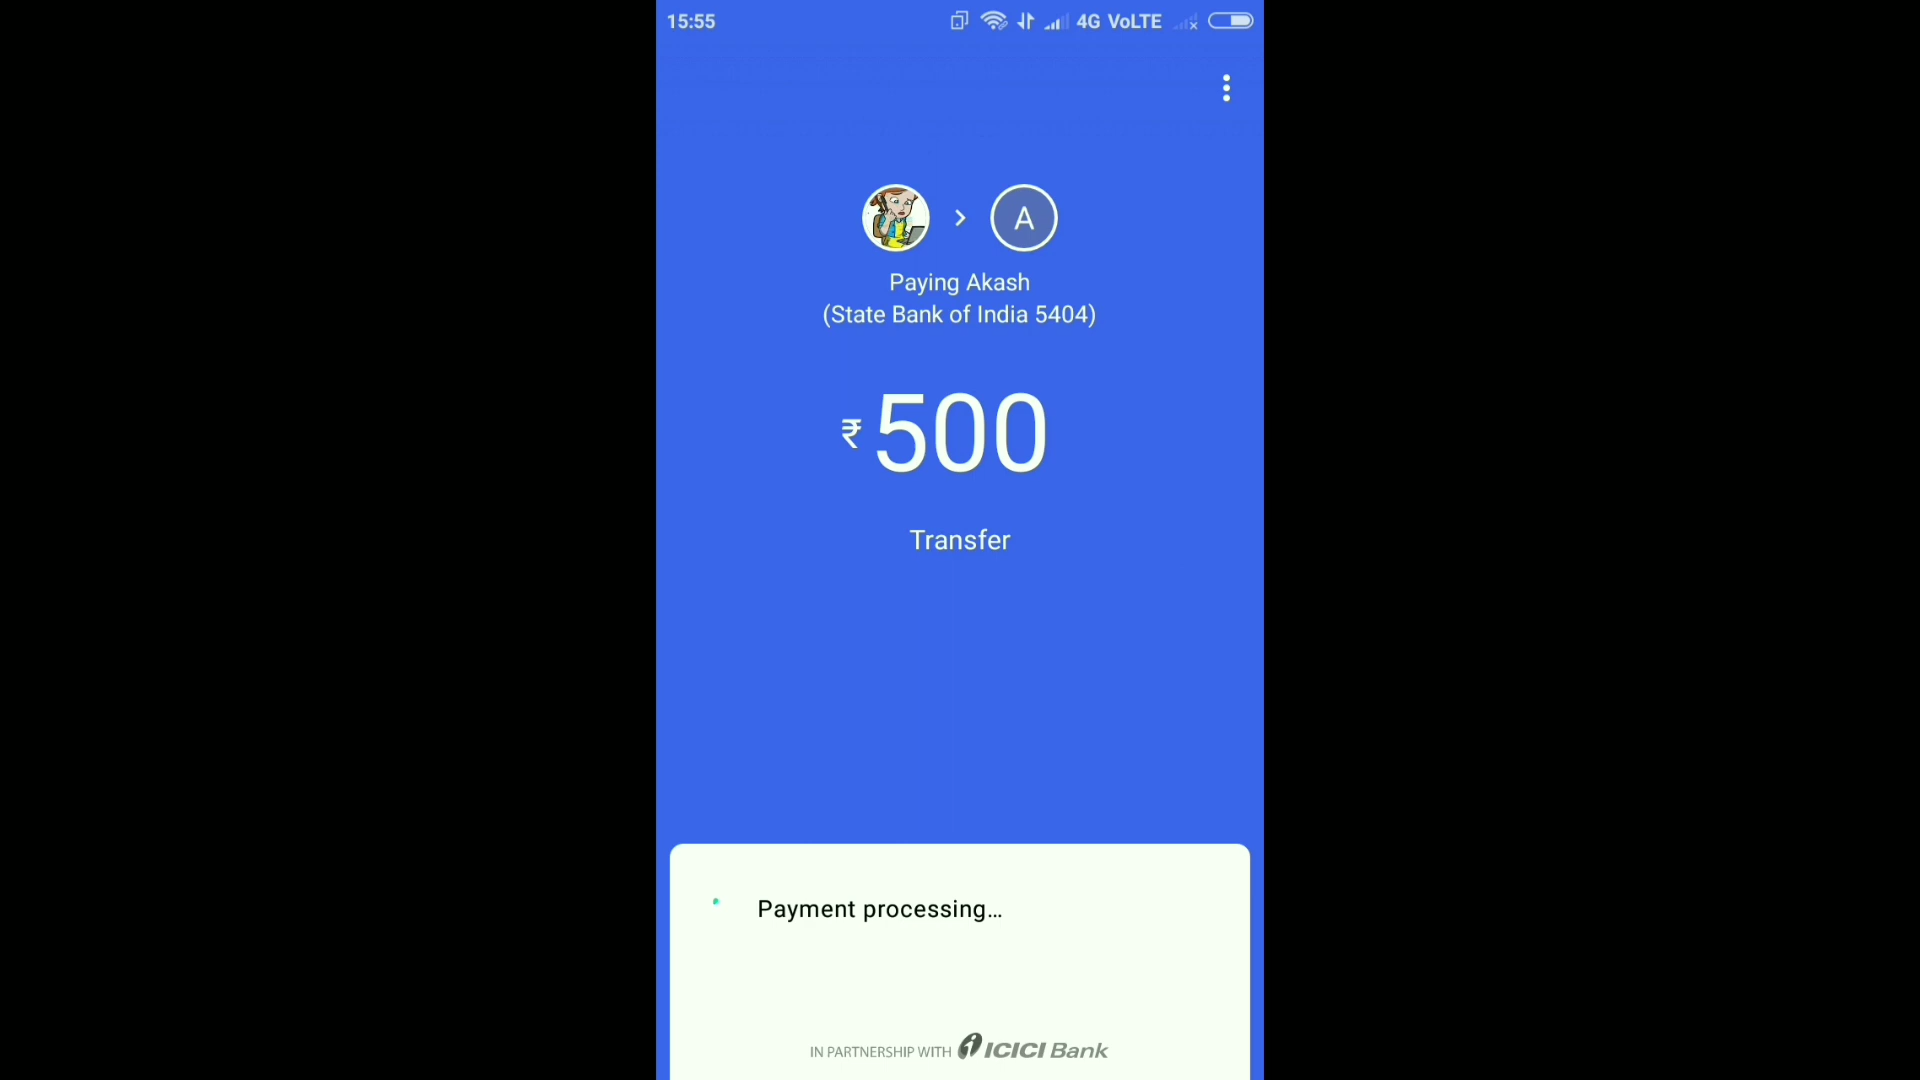 15:55 4G VoLTE
A
Paying Akash
(State Bank of India 5404)
₹500
Transfer
Payment processing...
IN PARTNERSHIP WITH ICICI Bank